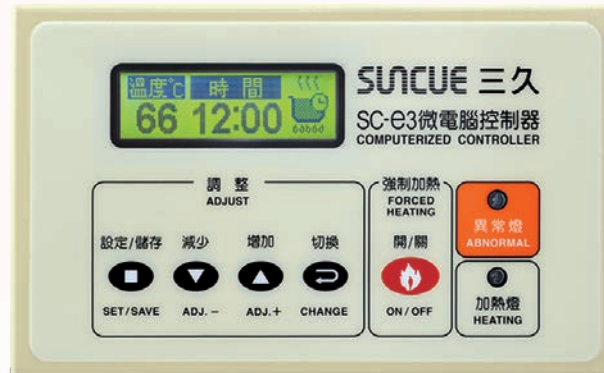 溫度℃ 時間
66 12:00
SUNCUE 三久
SC-e3微電腦控制器
COMPUTERIZED CONTROLLER
調整
ADJUST
設定/儲存 減少 增加 切換
SET/SAVE ADJ. − ADJ. + CHANGE
強制加熱
FORCED
HEATING
開/關
ON / OFF
異常燈
ABNORMAL
加熱燈
HEATING